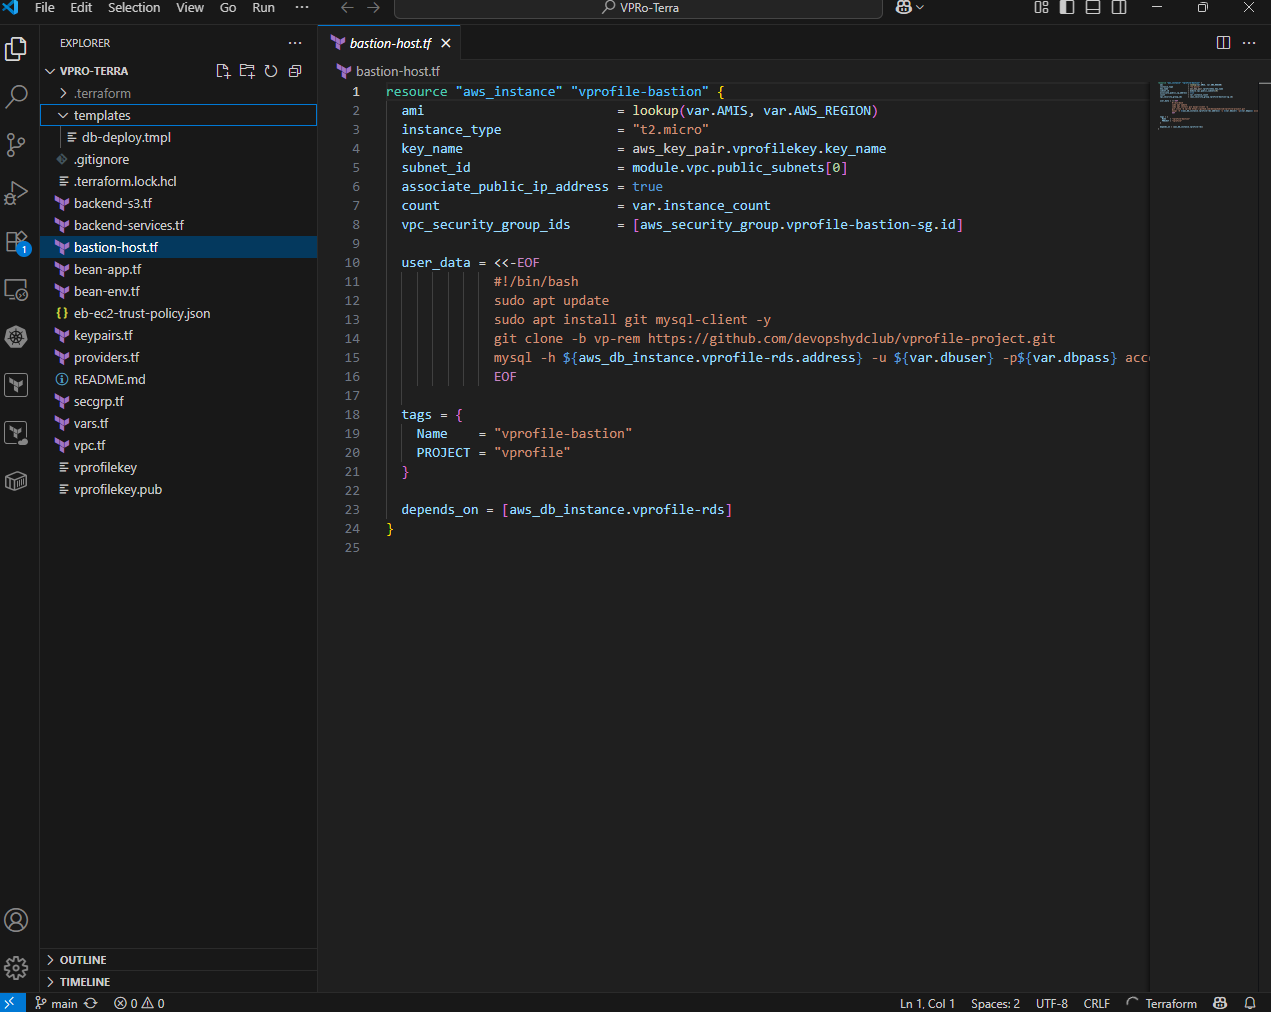 File Edit Selection View Go Run ···
VPRo-Terra
EXPLORER ···
bastion-host.tf
VPRO-TERRA
bastion-host.tf
.terraform
templates
db-deploy.tmpl
.gitignore
.terraform.lock.hcl
backend-s3.tf
backend-services.tf
bastion-host.tf
bean-app.tf
bean-env.tf
{} eb-ec2-trust-policy.json
keypairs.tf
providers.tf
README.md
secgrp.tf
vars.tf
vpc.tf
vprofilekey
vprofilekey.pub
1
OUTLINE
TIMELINE
1 resource "aws_instance" "vprofile-bastion" {
2   ami                         = lookup(var.AMIS, var.AWS_REGION)
3   instance_type               = "t2.micro"
4   key_name                    = aws_key_pair.vprofilekey.key_name
5   subnet_id                   = module.vpc.public_subnets[0]
6   associate_public_ip_address = true
7   count                       = var.instance_count
8   vpc_security_group_ids      = [aws_security_group.vprofile-bastion-sg.id]
9
10   user_data = <<-EOF
11               #!/bin/bash
12               sudo apt update
13               sudo apt install git mysql-client -y
14               git clone -b vp-rem https://github.com/devopshydclub/vprofile-project.git
15               mysql -h ${aws_db_instance.vprofile-rds.address} -u ${var.dbuser} -p${var.dbpass} acc
16               EOF
17
18   tags = {
19     Name    = "vprofile-bastion"
20     PROJECT = "vprofile"
21   }
22
23   depends_on = [aws_db_instance.vprofile-rds]
24 }
25
main 0 0 Ln 1, Col 1 Spaces: 2 UTF-8 CRLF Terraform